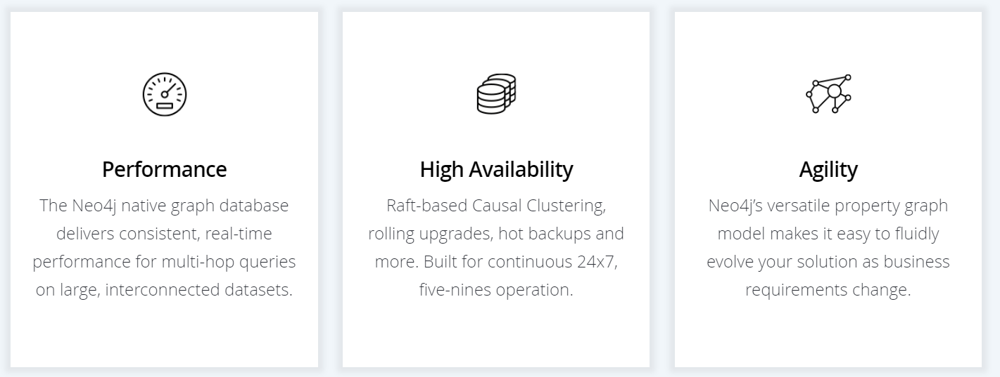 Performance
The Neo4j native graph database
delivers consistent, real-time
performance for multi-hop queries
on large, interconnected datasets.
High Availability
Raft-based Causal Clustering,
rolling upgrades, hot backups and
more. Built for continuous 24x7,
five-nines operation.
Agility
Neo4j’s versatile property graph
model makes it easy to fluidly
evolve your solution as business
requirements change.